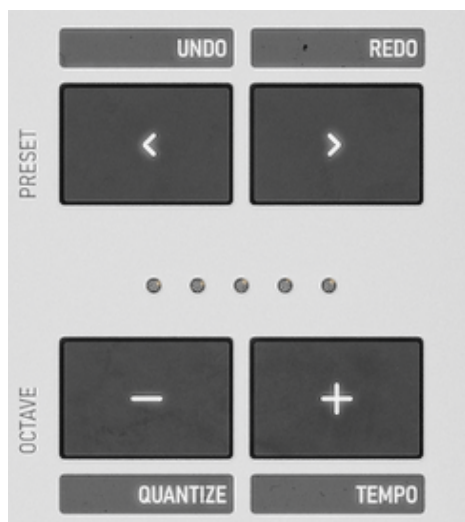 UNDO REDO
PRESET
< >
OCTAVE
− +
QUANTIZE TEMPO